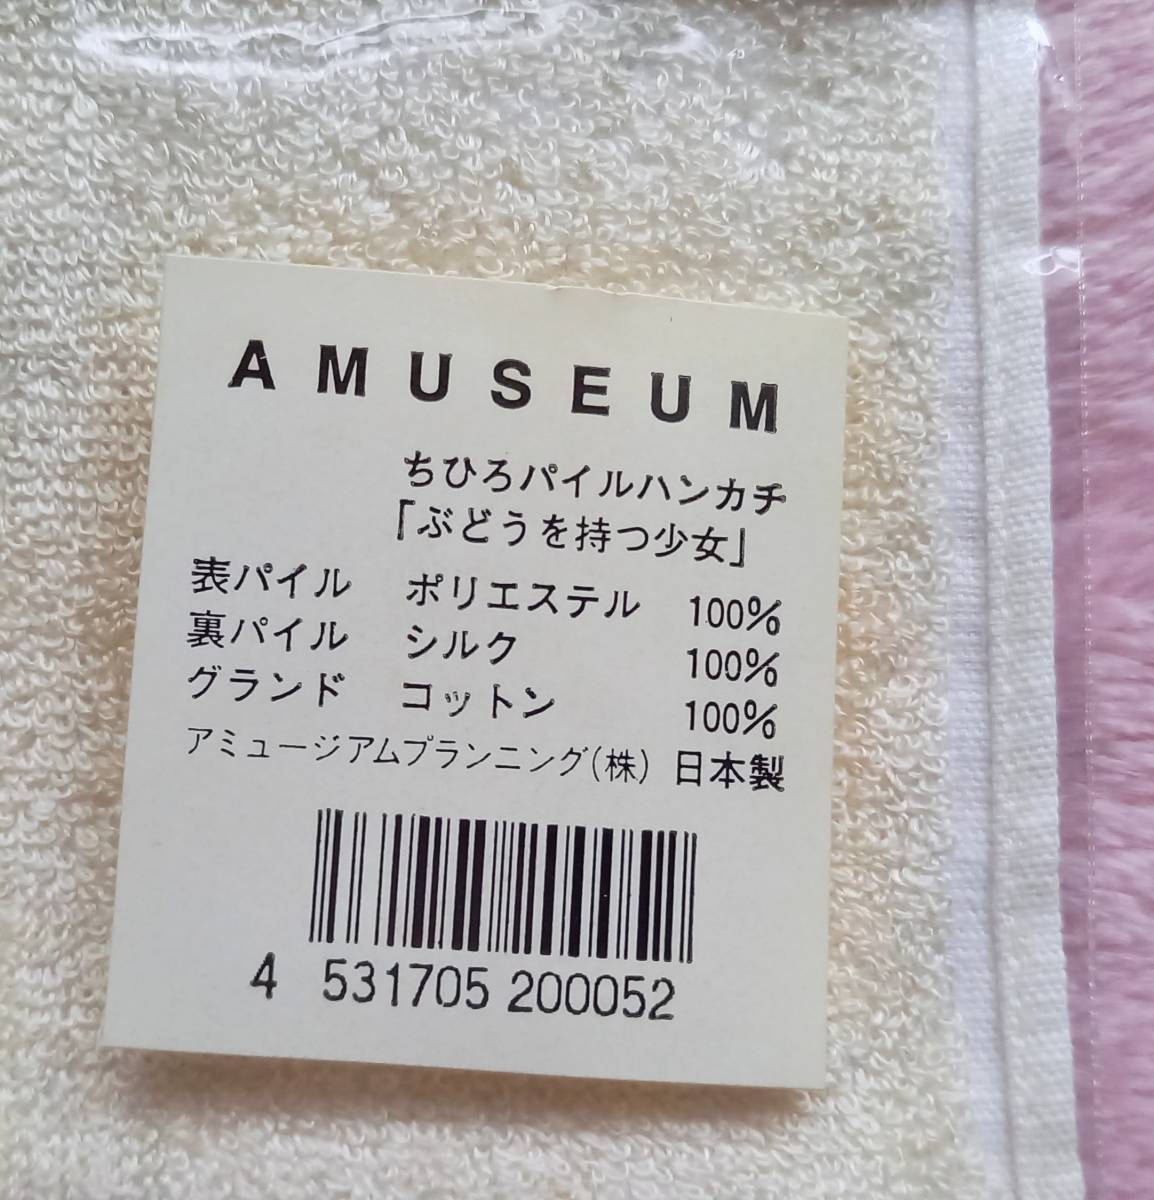 AMUSEUM
ちひろパイルハンカチ
「ぶどうを持つ少女」
表パイル ポリエステル 100%
裏パイル シルク 100%
グランド コットン 100%
アミュージアムプランニング(株) 日本製
4 531705 200052